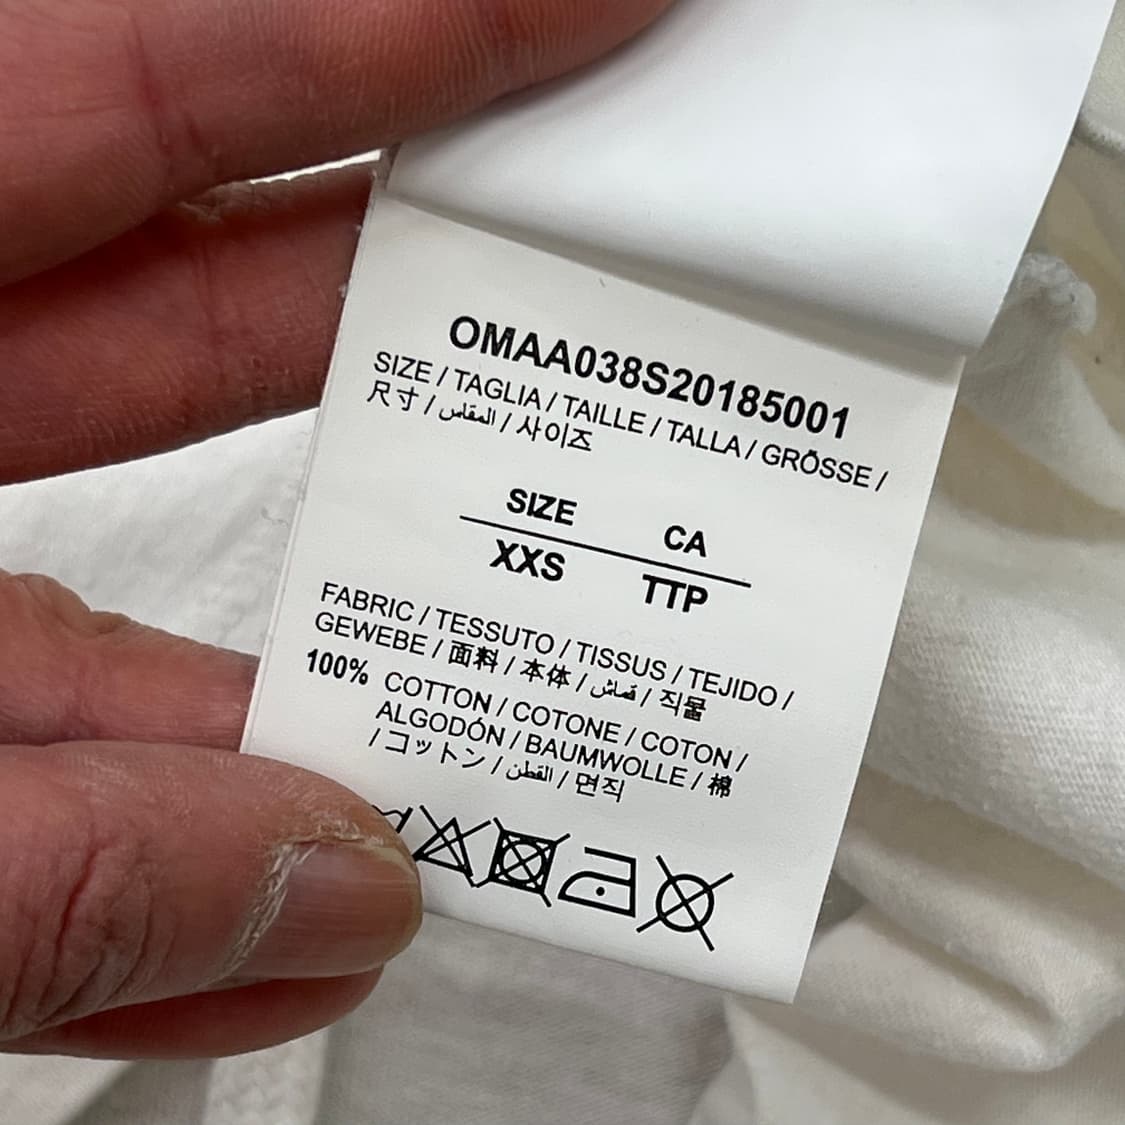 OMAA038S20185001
SIZE / TAGLIA / TAILLE / TALLA / GRÖSSE /
尺寸 / المقاس / 사이즈
SIZE CA
XXS TTP
FABRIC / TESSUTO / TISSUS / TEJIDO /
GEWEBE / 面料 / 本体 / قماش / 직물
100% COTTON / COTONE / COTON /
ALGODÓN / BAUMWOLLE / 棉
/ コットン / القطن / 면직